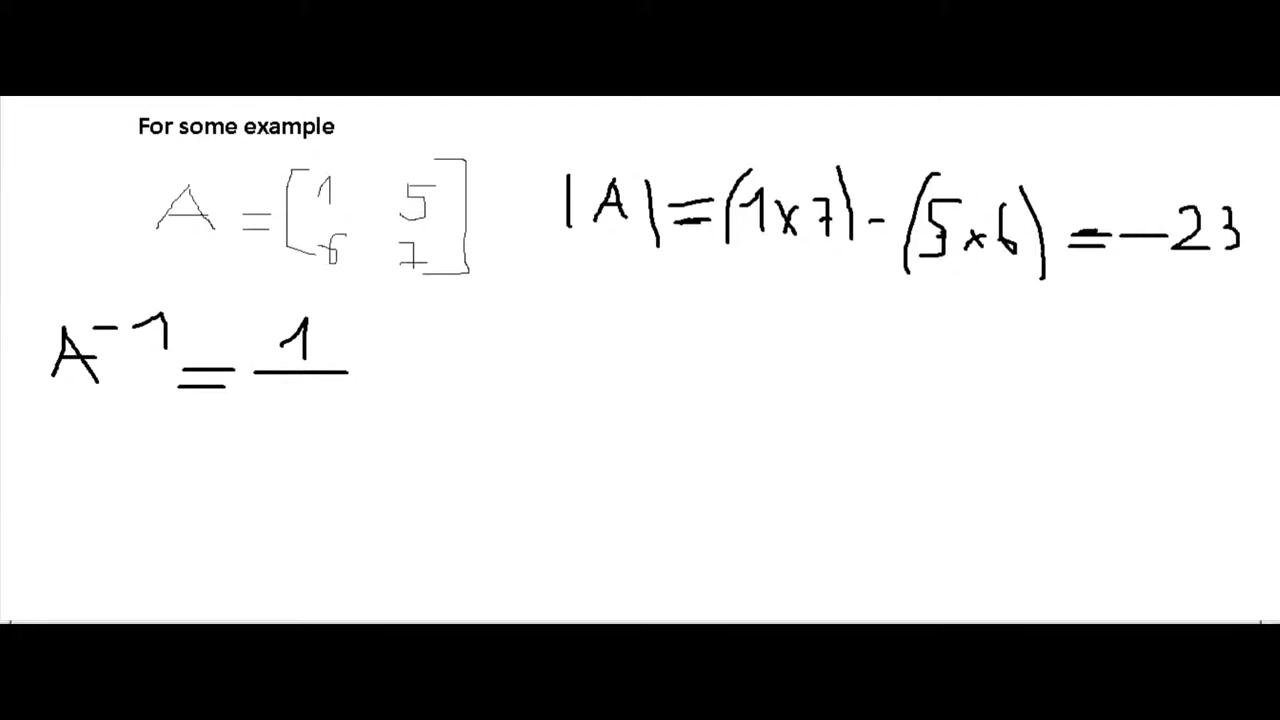 For some example
A = [1 5
6 7]
|A| = (1x7) - (5x6) = -23
A⁻¹ = 1/